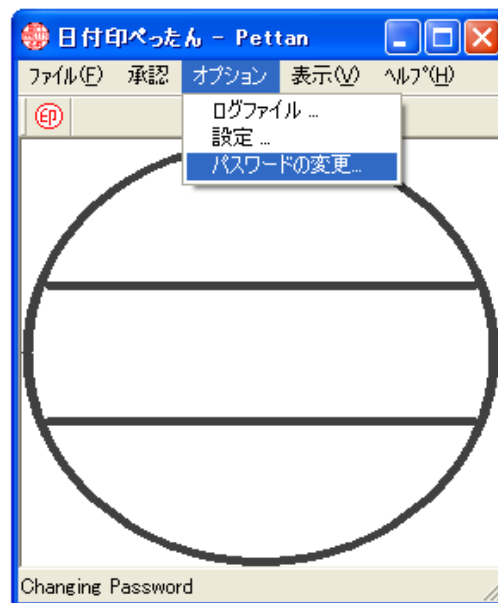 日付印ぺったん - Pettan
ファイル(F) 承認 オプション 表示(V) ヘルプ(H)
印
ログファイル ...
設定 ...
パスワードの変更...
Changing Password